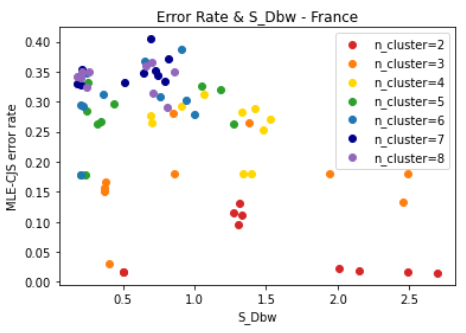 Error Rate & S_Dbw - France
MLE-CJS error rate
0.40
0.35
0.30
0.25
0.20
0.15
0.10
0.05
0.00
n_cluster=2
n_cluster=3
n_cluster=4
n_cluster=5
n_cluster=6
n_cluster=7
n_cluster=8
0.5 1.0 1.5 2.0 2.5
S_Dbw